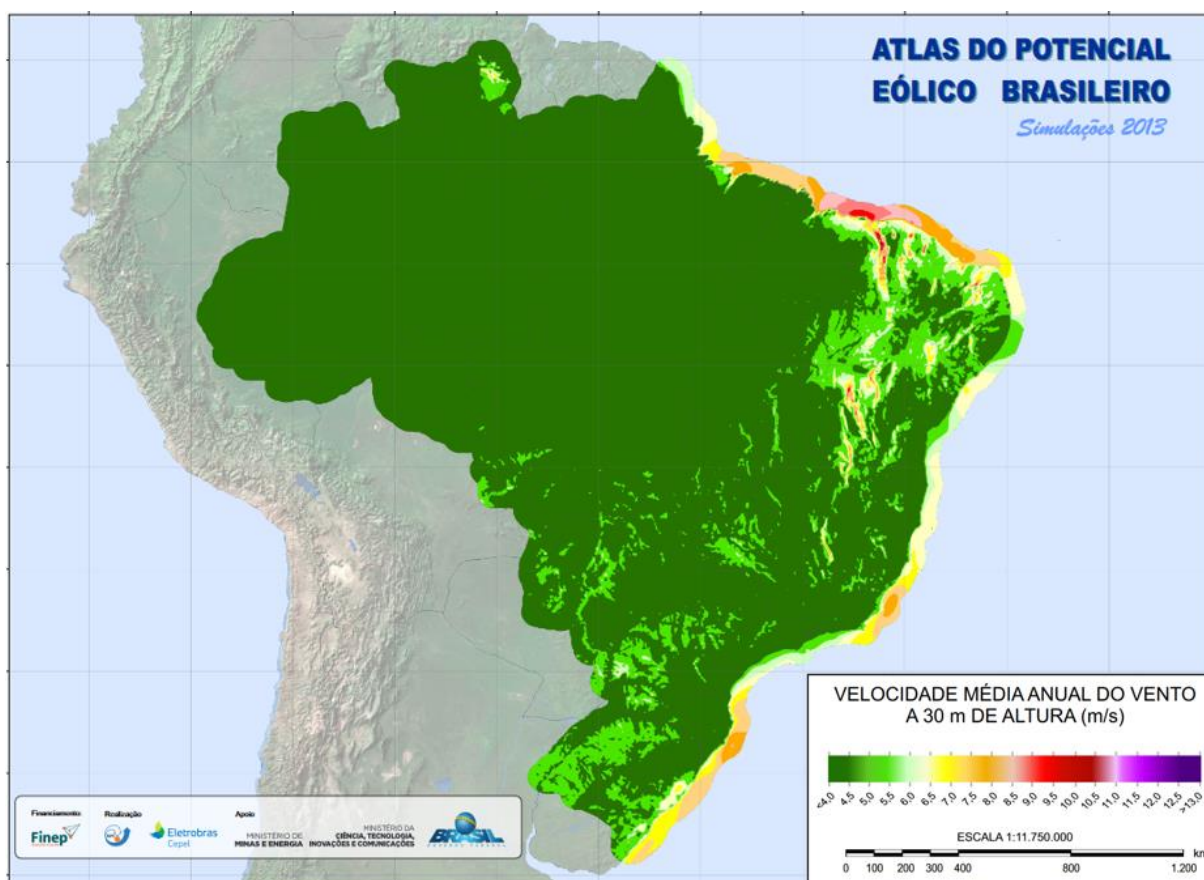 ATLAS DO POTENCIAL
EÓLICO BRASILEIRO
Simulações 2013
VELOCIDADE MÉDIA ANUAL DO VENTO
A 30 m DE ALTURA (m/s)
<4.0 4.5 5.0 5.5 6.0 6.5 7.0 7.5 8.0 8.5 9.0 9.5 10.0 10.5 11.0 11.5 12.0 12.5 >13.0
ESCALA 1:11.750.000
0 100 200 300 400 800 1.200 km
Financiamento Realização Apoio
Finep
Eletrobras
Cepel
MINISTÉRIO DE
MINAS E ENERGIA
MINISTÉRIO DA
CIÊNCIA, TECNOLOGIA,
INOVAÇÕES E COMUNICAÇÕES
BRASIL